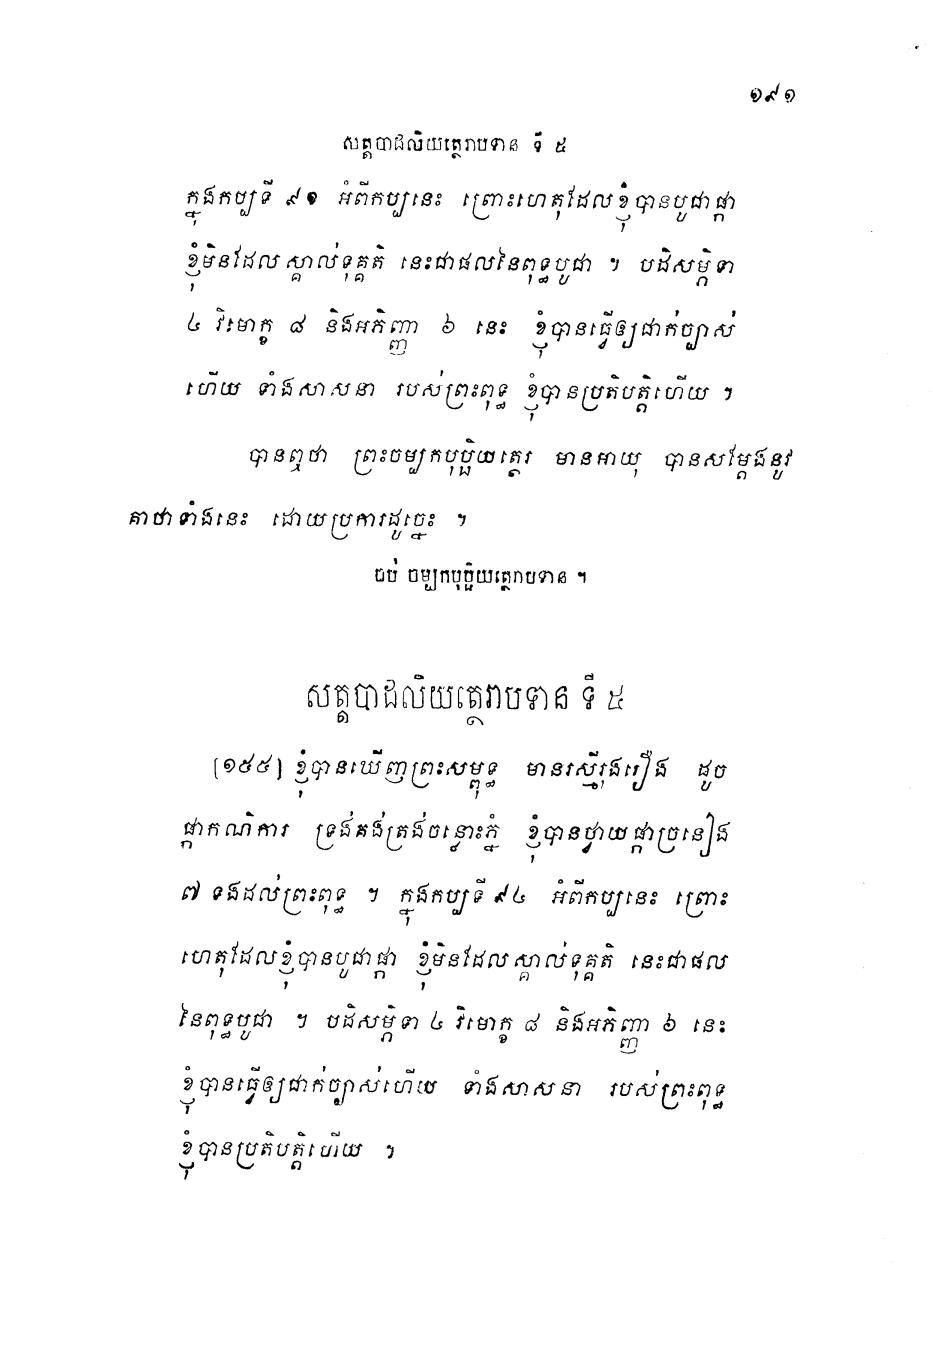 ១៩១
សត្តបាដលិយត្ថេរាបទាន ទី ៥
ក្នុងកប្បទី ៩១ អំពីកប្បនេះ ព្រោះហេតុដែលខ្ញុំបានបូជាផ្កា
ខ្ញុំមិនដែលស្គាល់ទុគ្គតិ នេះជាផលនៃពុទ្ធបូជា ។ បដិសម្ភិទា
៤ វិមោក្ខ ៨ និងអភិញ្ញា ៦ នេះ ខ្ញុំបានធ្វើឲ្យជាក់ច្បាស់
ហើយ ទាំងសាសនា របស់ព្រះពុទ្ធ ខ្ញុំបានប្រតិបត្តិហើយ ។
បានឮថា ព្រះចម្បកបុប្ផិយត្ថេរ មានអាយុ បានសម្តែងនូវ
គាថាទាំងនេះ ដោយប្រការដូច្នេះ ។
ចប់ ចម្បកបុប្ផិយត្ថេរាបទាន ។
សត្តបាដលិយត្ថេរាបទាន ទី ៥
[១៥៥] ខ្ញុំបានឃើញព្រះសម្ពុទ្ធ មានរស្មីរុងរឿង ដូច
ផ្កាកណិការ ទ្រង់គង់ត្រង់ចន្លោះភ្នំ ខ្ញុំបានថ្វាយផ្កាច្រនៀង
៧ ទងដល់ព្រះពុទ្ធ ។ ក្នុងកប្បទី ៩៤ អំពីកប្បនេះ ព្រោះ
ហេតុដែលខ្ញុំបានបូជាផ្កា ខ្ញុំមិនដែលស្គាល់ទុគ្គតិ នេះជាផល
នៃពុទ្ធបូជា ។ បដិសម្ភិទា ៤ វិមោក្ខ ៨ និងអភិញ្ញា ៦ នេះ
ខ្ញុំបានធ្វើឲ្យជាក់ច្បាស់ហើយ ទាំងសាសនា របស់ព្រះពុទ្ធ
ខ្ញុំបានប្រតិបត្តិហើយ ។